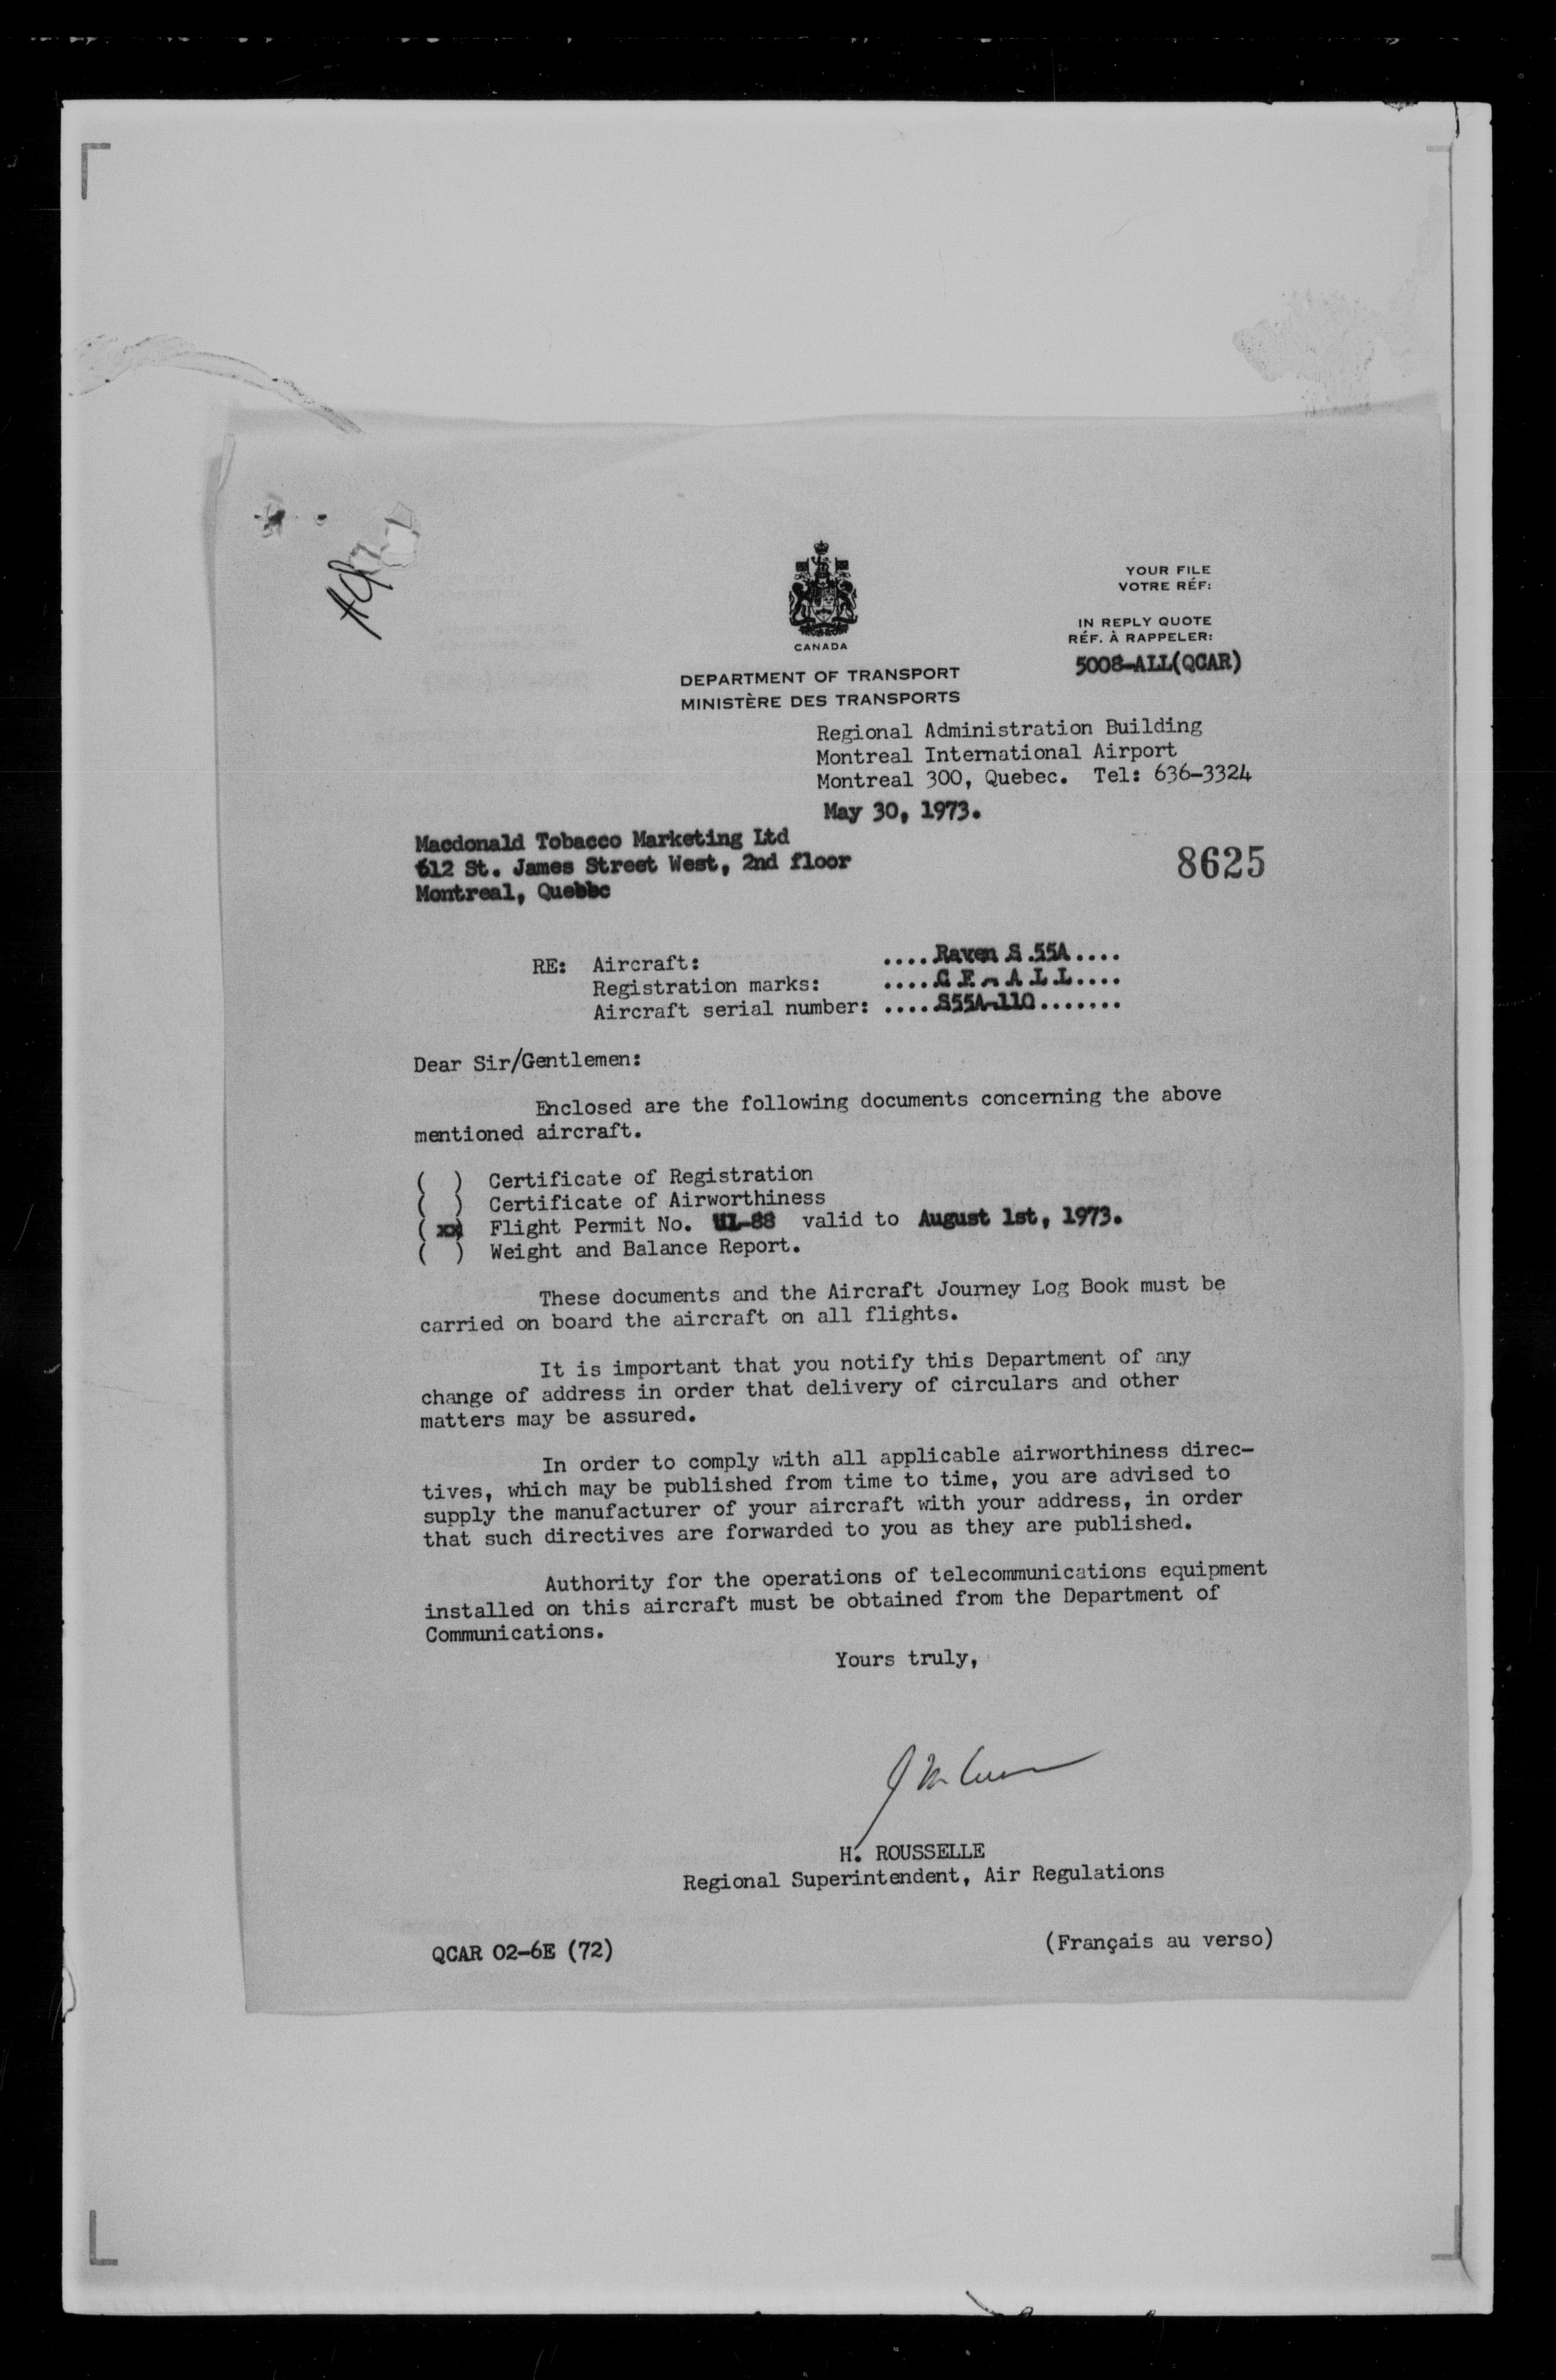 YOUR FILE
VOTRE RÉF:
IN REPLY QUOTE
RÉF. À RAPPELER:
5008-ALL(QCAR)
CANADA
DEPARTMENT OF TRANSPORT
MINISTÈRE DES TRANSPORTS
Regional Administration Building
Montreal International Airport
Montreal 300, Quebec. Tel: 636-3324
May 30, 1973.
Macdonald Tobacco Marketing Ltd
612 St. James Street West, 2nd floor
Montreal, Quebbc
8625
RE: Aircraft: ....Raven S.55A....
Registration marks: ....C F - A L L....
Aircraft serial number: ....S55A-110.......
Dear Sir/Gentlemen:
Enclosed are the following documents concerning the above
mentioned aircraft.
( ) Certificate of Registration
( ) Certificate of Airworthiness
(xx) Flight Permit No. UL-88 valid to August 1st, 1973.
( ) Weight and Balance Report.
These documents and the Aircraft Journey Log Book must be
carried on board the aircraft on all flights.
It is important that you notify this Department of any
change of address in order that delivery of circulars and other
matters may be assured.
In order to comply with all applicable airworthiness direc-
tives, which may be published from time to time, you are advised to
supply the manufacturer of your aircraft with your address, in order
that such directives are forwarded to you as they are published.
Authority for the operations of telecommunications equipment
installed on this aircraft must be obtained from the Department of
Communications.
Yours truly,
H. ROUSSELLE
Regional Superintendent, Air Regulations
QCAR 02-6E (72)
(Français au verso)